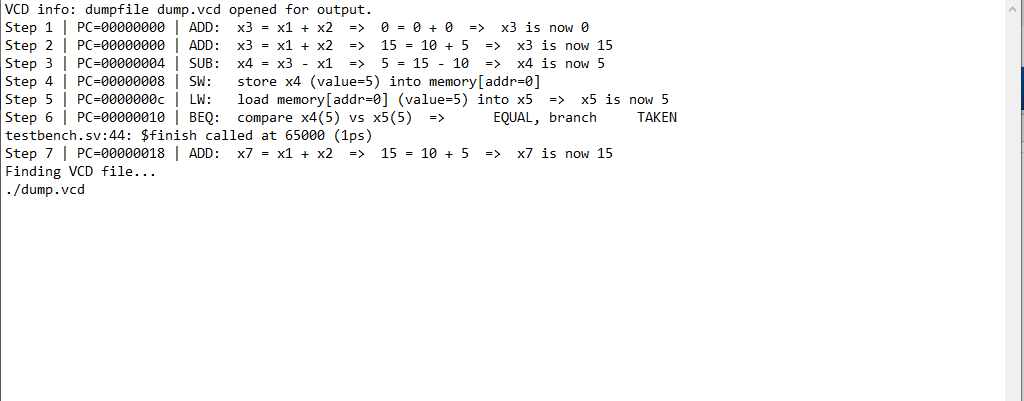 VCD info: dumpfile dump.vcd opened for output.
Step 1 | PC=00000000 | ADD:  x3 = x1 + x2  =>  0 = 0 + 0  =>  x3 is now 0
Step 2 | PC=00000000 | ADD:  x3 = x1 + x2  =>  15 = 10 + 5  =>  x3 is now 15
Step 3 | PC=00000004 | SUB:  x4 = x3 - x1  =>  5 = 15 - 10  =>  x4 is now 5
Step 4 | PC=00000008 | SW:   store x4 (value=5) into memory[addr=0]
Step 5 | PC=0000000c | LW:   load memory[addr=0] (value=5) into x5  =>  x5 is now 5
Step 6 | PC=00000010 | BEQ:  compare x4(5) vs x5(5)  =>      EQUAL, branch     TAKEN
testbench.sv:44: $finish called at 65000 (1ps)
Step 7 | PC=00000018 | ADD:  x7 = x1 + x2  =>  15 = 10 + 5  =>  x7 is now 15
Finding VCD file...
./dump.vcd